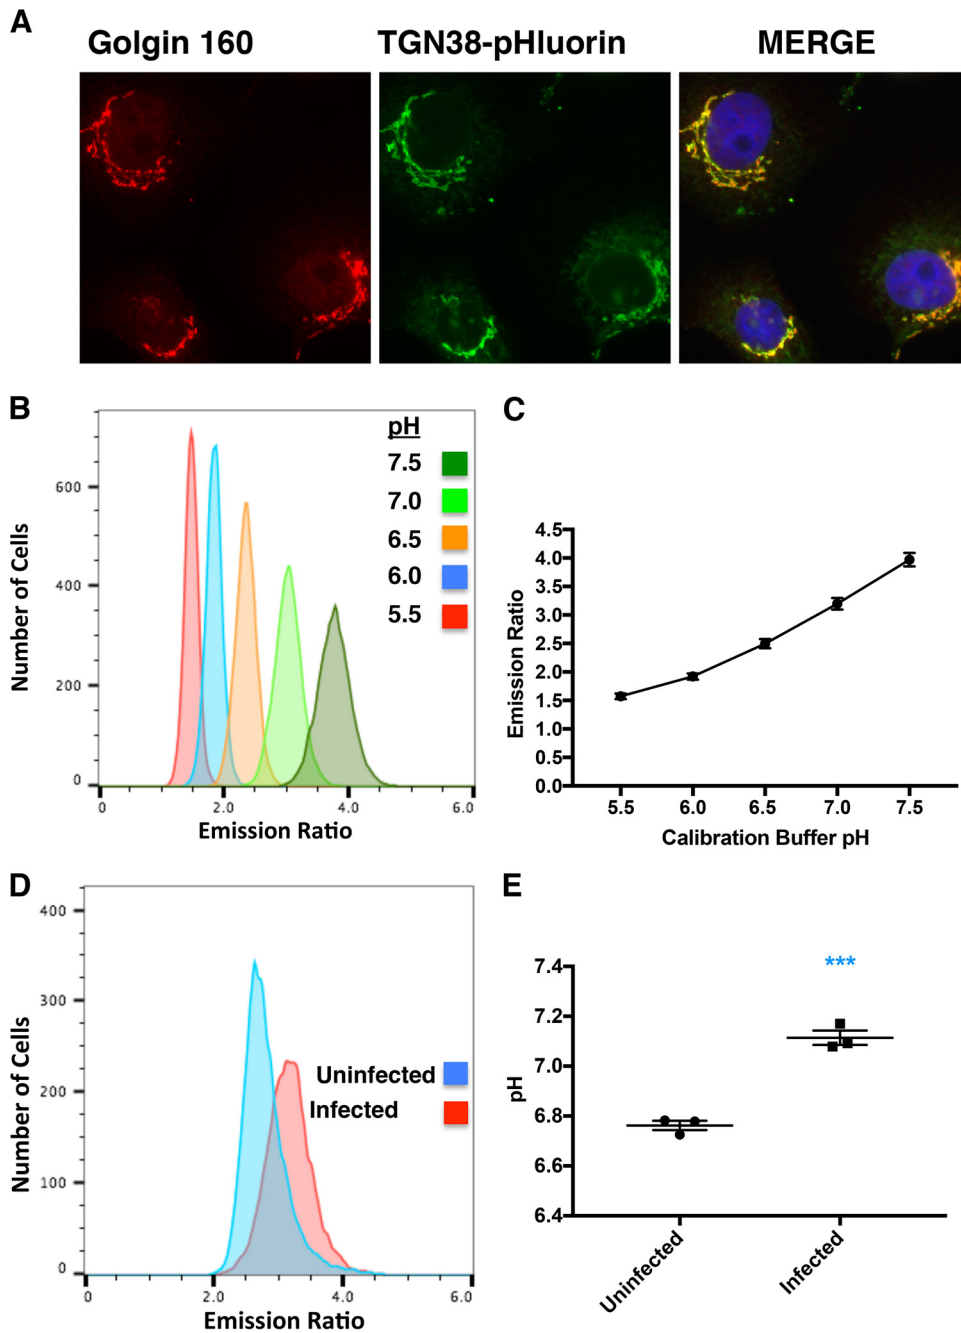 A
Golgin 160
TGN38-pHluorin
MERGE
B
Number of Cells
600
400
200
0
0
2.0
4.0
6.0
Emission Ratio
pH
7.5
7.0
6.5
6.0
5.5
C
Emission Ratio
4.5
4.0
3.5
3.0
2.5
2.0
1.5
1.0
0.5
0.0
5.5
6.0
6.5
7.0
7.5
Calibration Buffer pH
D
Number of Cells
400
300
200
100
0
0
2.0
4.0
6.0
Emission Ratio
Uninfected
Infected
E
pH
7.4
7.2
7.0
6.8
6.6
6.4
***
Uninfected
Infected